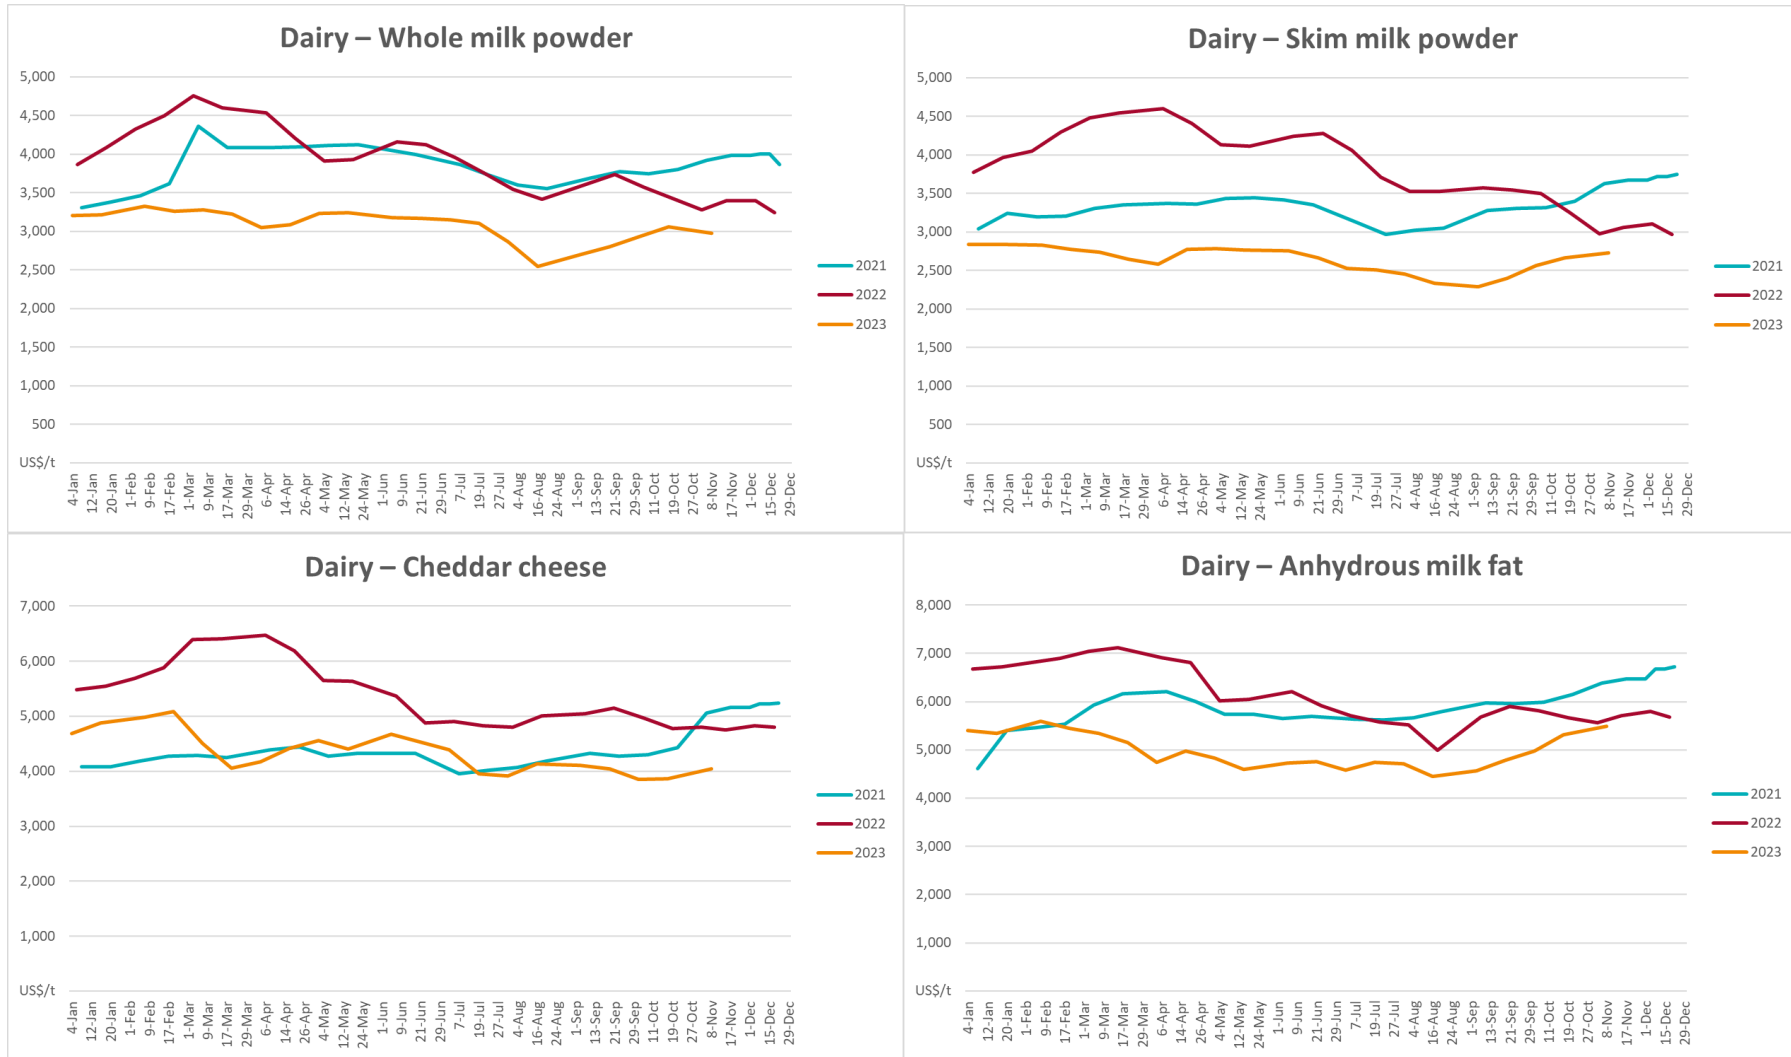 Dairy – Whole milk powder
5,000
4,500
4,000
3,500
3,000
2,500
2,000
1,500
1,000
500
US$/t
4-Jan
12-Jan
20-Jan
1-Feb
9-Feb
17-Feb
1-Mar
9-Mar
17-Mar
29-Mar
6-Apr
14-Apr
26-Apr
4-May
12-May
24-May
1-Jun
9-Jun
21-Jun
29-Jun
7-Jul
19-Jul
27-Jul
4-Aug
16-Aug
24-Aug
1-Sep
13-Sep
21-Sep
29-Sep
11-Oct
19-Oct
27-Oct
8-Nov
17-Nov
1-Dec
15-Dec
29-Dec
2021
2022
2023
Dairy – Skim milk powder
5,000
4,500
4,000
3,500
3,000
2,500
2,000
1,500
1,000
500
US$/t
4-Jan
12-Jan
20-Jan
1-Feb
9-Feb
17-Feb
1-Mar
9-Mar
17-Mar
29-Mar
6-Apr
14-Apr
26-Apr
4-May
12-May
24-May
1-Jun
9-Jun
21-Jun
29-Jun
7-Jul
19-Jul
27-Jul
4-Aug
16-Aug
24-Aug
1-Sep
13-Sep
21-Sep
29-Sep
11-Oct
19-Oct
27-Oct
8-Nov
17-Nov
1-Dec
15-Dec
29-Dec
2021
2022
2023
Dairy – Cheddar cheese
7,000
6,000
5,000
4,000
3,000
2,000
1,000
US$/t
4-Jan
12-Jan
20-Jan
1-Feb
9-Feb
17-Feb
1-Mar
9-Mar
17-Mar
29-Mar
6-Apr
14-Apr
26-Apr
4-May
12-May
24-May
1-Jun
9-Jun
21-Jun
29-Jun
7-Jul
19-Jul
27-Jul
4-Aug
16-Aug
24-Aug
1-Sep
13-Sep
21-Sep
29-Sep
11-Oct
19-Oct
27-Oct
8-Nov
17-Nov
1-Dec
15-Dec
29-Dec
2021
2022
2023
Dairy – Anhydrous milk fat
8,000
7,000
6,000
5,000
4,000
3,000
2,000
1,000
US$/t
4-Jan
12-Jan
20-Jan
1-Feb
9-Feb
17-Feb
1-Mar
9-Mar
17-Mar
29-Mar
6-Apr
14-Apr
26-Apr
4-May
12-May
24-May
1-Jun
9-Jun
21-Jun
29-Jun
7-Jul
19-Jul
27-Jul
4-Aug
16-Aug
24-Aug
1-Sep
13-Sep
21-Sep
29-Sep
11-Oct
19-Oct
27-Oct
8-Nov
17-Nov
1-Dec
15-Dec
29-Dec
2021
2022
2023